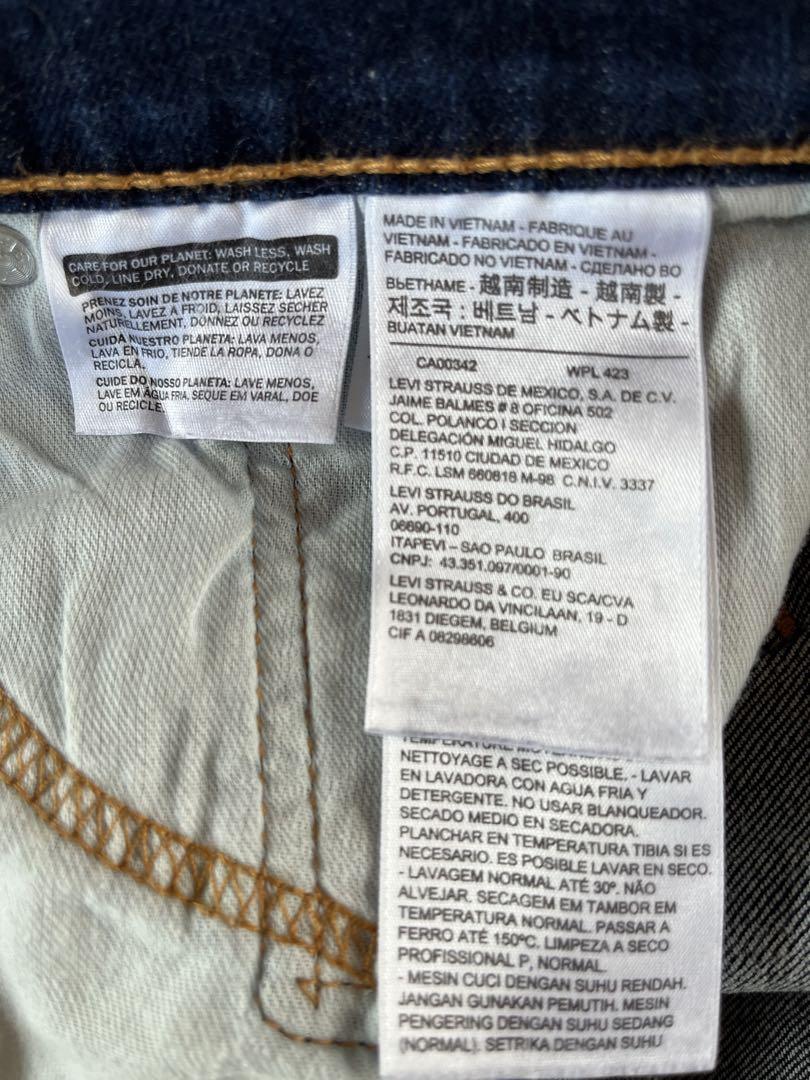 CARE FOR OUR PLANET: WASH LESS, WASH
COLD, LINE DRY, DONATE OR RECYCLE
PRENEZ SOIN DE NOTRE PLANETE: LAVEZ
MOINS, LAVEZ A FROID, LAISSEZ SECHER
NATURELLEMENT, DONNEZ OU RECYCLEZ
CUIDA NUESTRO PLANETA: LAVA MENOS,
LAVA EN FRIO, TIENDE LA ROPA, DONA O
RECICLA.
CUIDE DO NOSSO PLANETA: LAVE MENOS,
LAVE EM ÁGUA FRIA, SEQUE EM VARAL, DOE
OU RECICLE.
MADE IN VIETNAM - FABRIQUE AU
VIETNAM - FABRICADO EN VIETNAM -
FABRICADO NO VIETNAM - СДЕЛАНО ВО
ВЬЕТНАМЕ - 越南制造 - 越南製 -
제조국 : 베트남 - ベトナム製 -
BUATAN VIETNAM
CA00342 WPL 423
LEVI STRAUSS DE MEXICO, S.A. DE C.V.
JAIME BALMES # 8 OFICINA 502
COL. POLANCO I SECCION
DELEGACIÓN MIGUEL HIDALGO
C.P. 11510 CIUDAD DE MEXICO
R.F.C. LSM 660818 M-98 C.N.I.V. 3337
LEVI STRAUSS DO BRASIL
AV. PORTUGAL, 400
06690-110
ITAPEVI – SAO PAULO BRASIL
CNPJ: 43.351.097/0001-90
LEVI STRAUSS & CO. EU SCA/CVA
LEONARDO DA VINCILAAN, 19 - D
1831 DIEGEM, BELGIUM
CIF A 08298606
NETTOYAGE A SEC POSSIBLE. - LAVAR
EN LAVADORA CON AGUA FRIA Y
DETERGENTE. NO USAR BLANQUEADOR.
SECADO MEDIO EN SECADORA.
PLANCHAR EN TEMPERATURA TIBIA SI ES
NECESARIO. ES POSIBLE LAVAR EN SECO.
- LAVAGEM NORMAL ATÉ 30º. NÃO
ALVEJAR. SECAGEM EM TAMBOR EM
TEMPERATURA NORMAL. PASSAR A
FERRO ATÉ 150ºC. LIMPEZA A SECO
PROFISSIONAL P, NORMAL.
- MESIN CUCI DENGAN SUHU RENDAH.
JANGAN GUNAKAN PEMUTIH. MESIN
PENGERING DENGAN SUHU SEDANG
(NORMAL). SETRIKA DENGAN SUHU